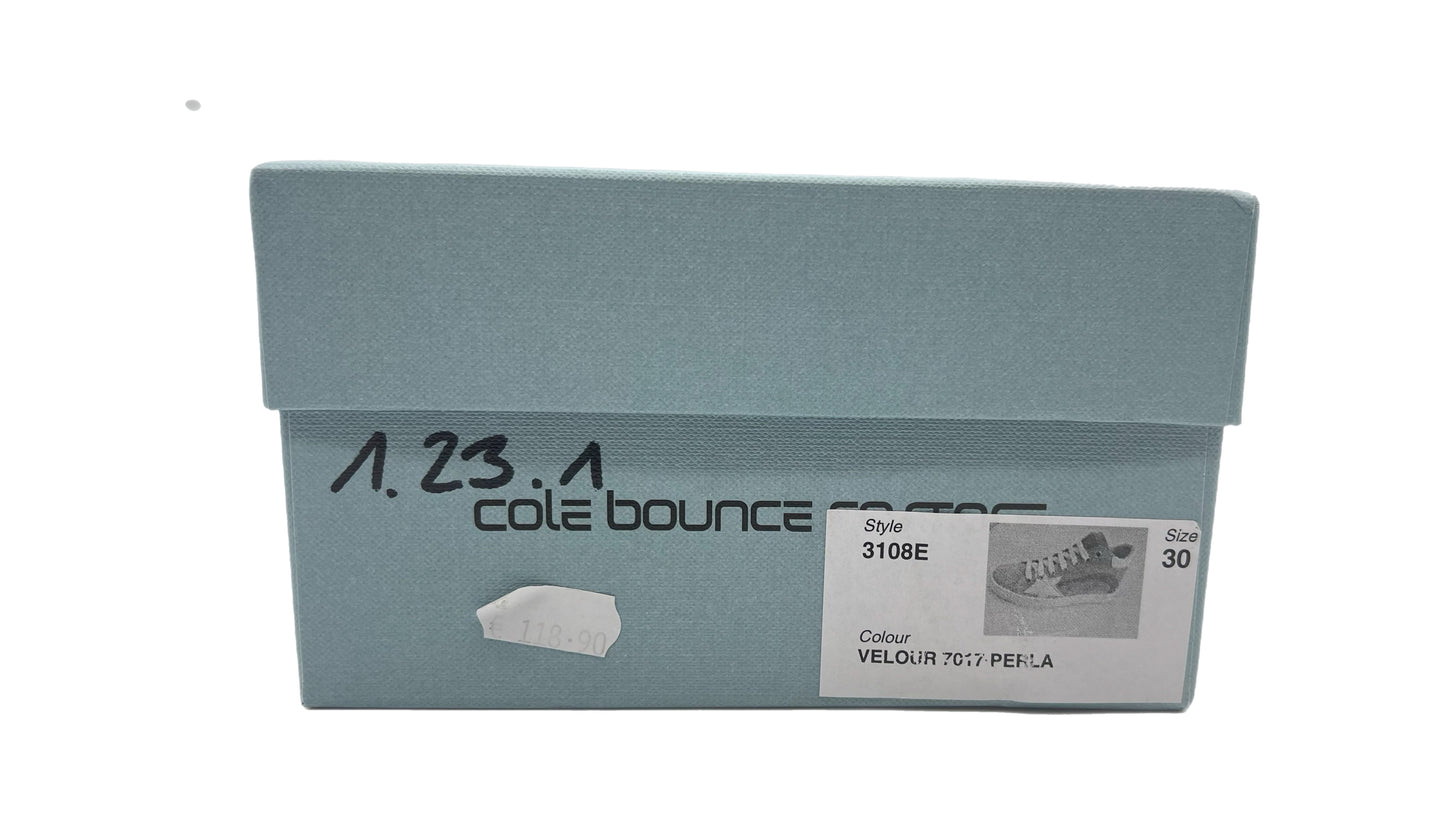 1.23.1
cole bounce
Style
3108E
Size
30
€ 118.90
Colour
VELOUR 7017 PERLA